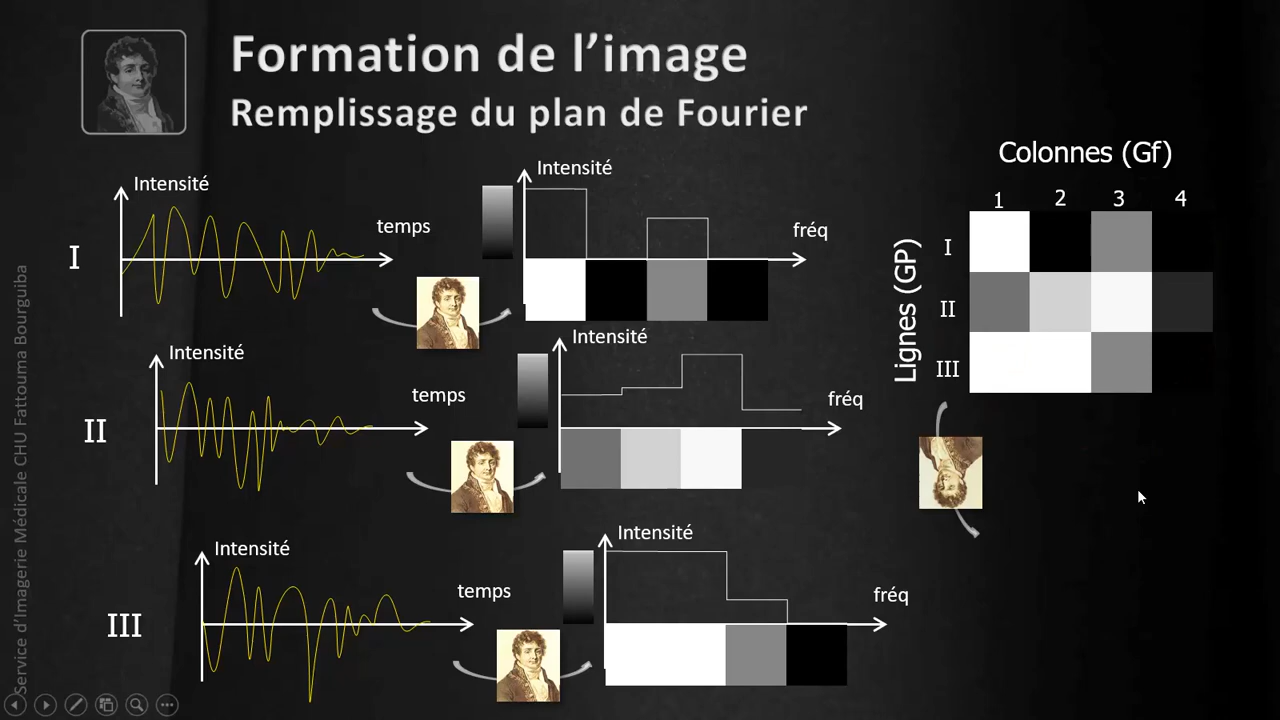 Formation de l’image
Remplissage du plan de Fourier
Colonnes (Gf)
1 2 3 4
Lignes (GP)
I
II
III
I
Intensité
temps
Intensité
fréq
II
Intensité
temps
Intensité
fréq
III
Intensité
temps
Intensité
fréq
Service d’Imagerie Médicale CHU Fattouma Bourguiba